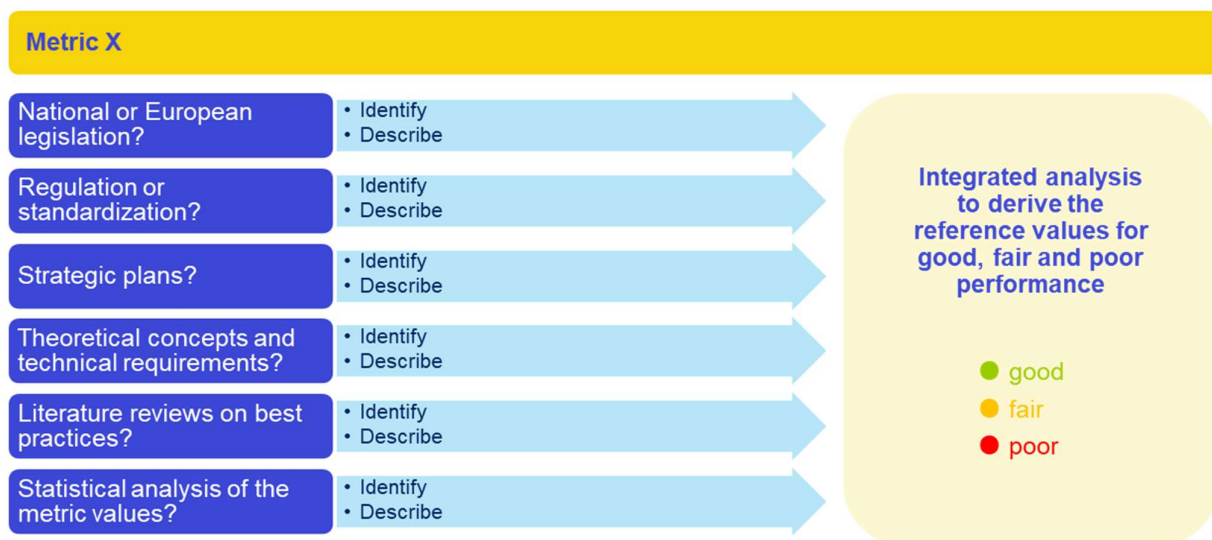 Metric X
National or European
legislation?
• Identify
• Describe
Regulation or
standardization?
• Identify
• Describe
Strategic plans?
• Identify
• Describe
Theoretical concepts and
technical requirements?
• Identify
• Describe
Literature reviews on best
practices?
• Identify
• Describe
Statistical analysis of the
metric values?
• Identify
• Describe
Integrated analysis
to derive the
reference values for
good, fair and poor
performance
good
fair
poor